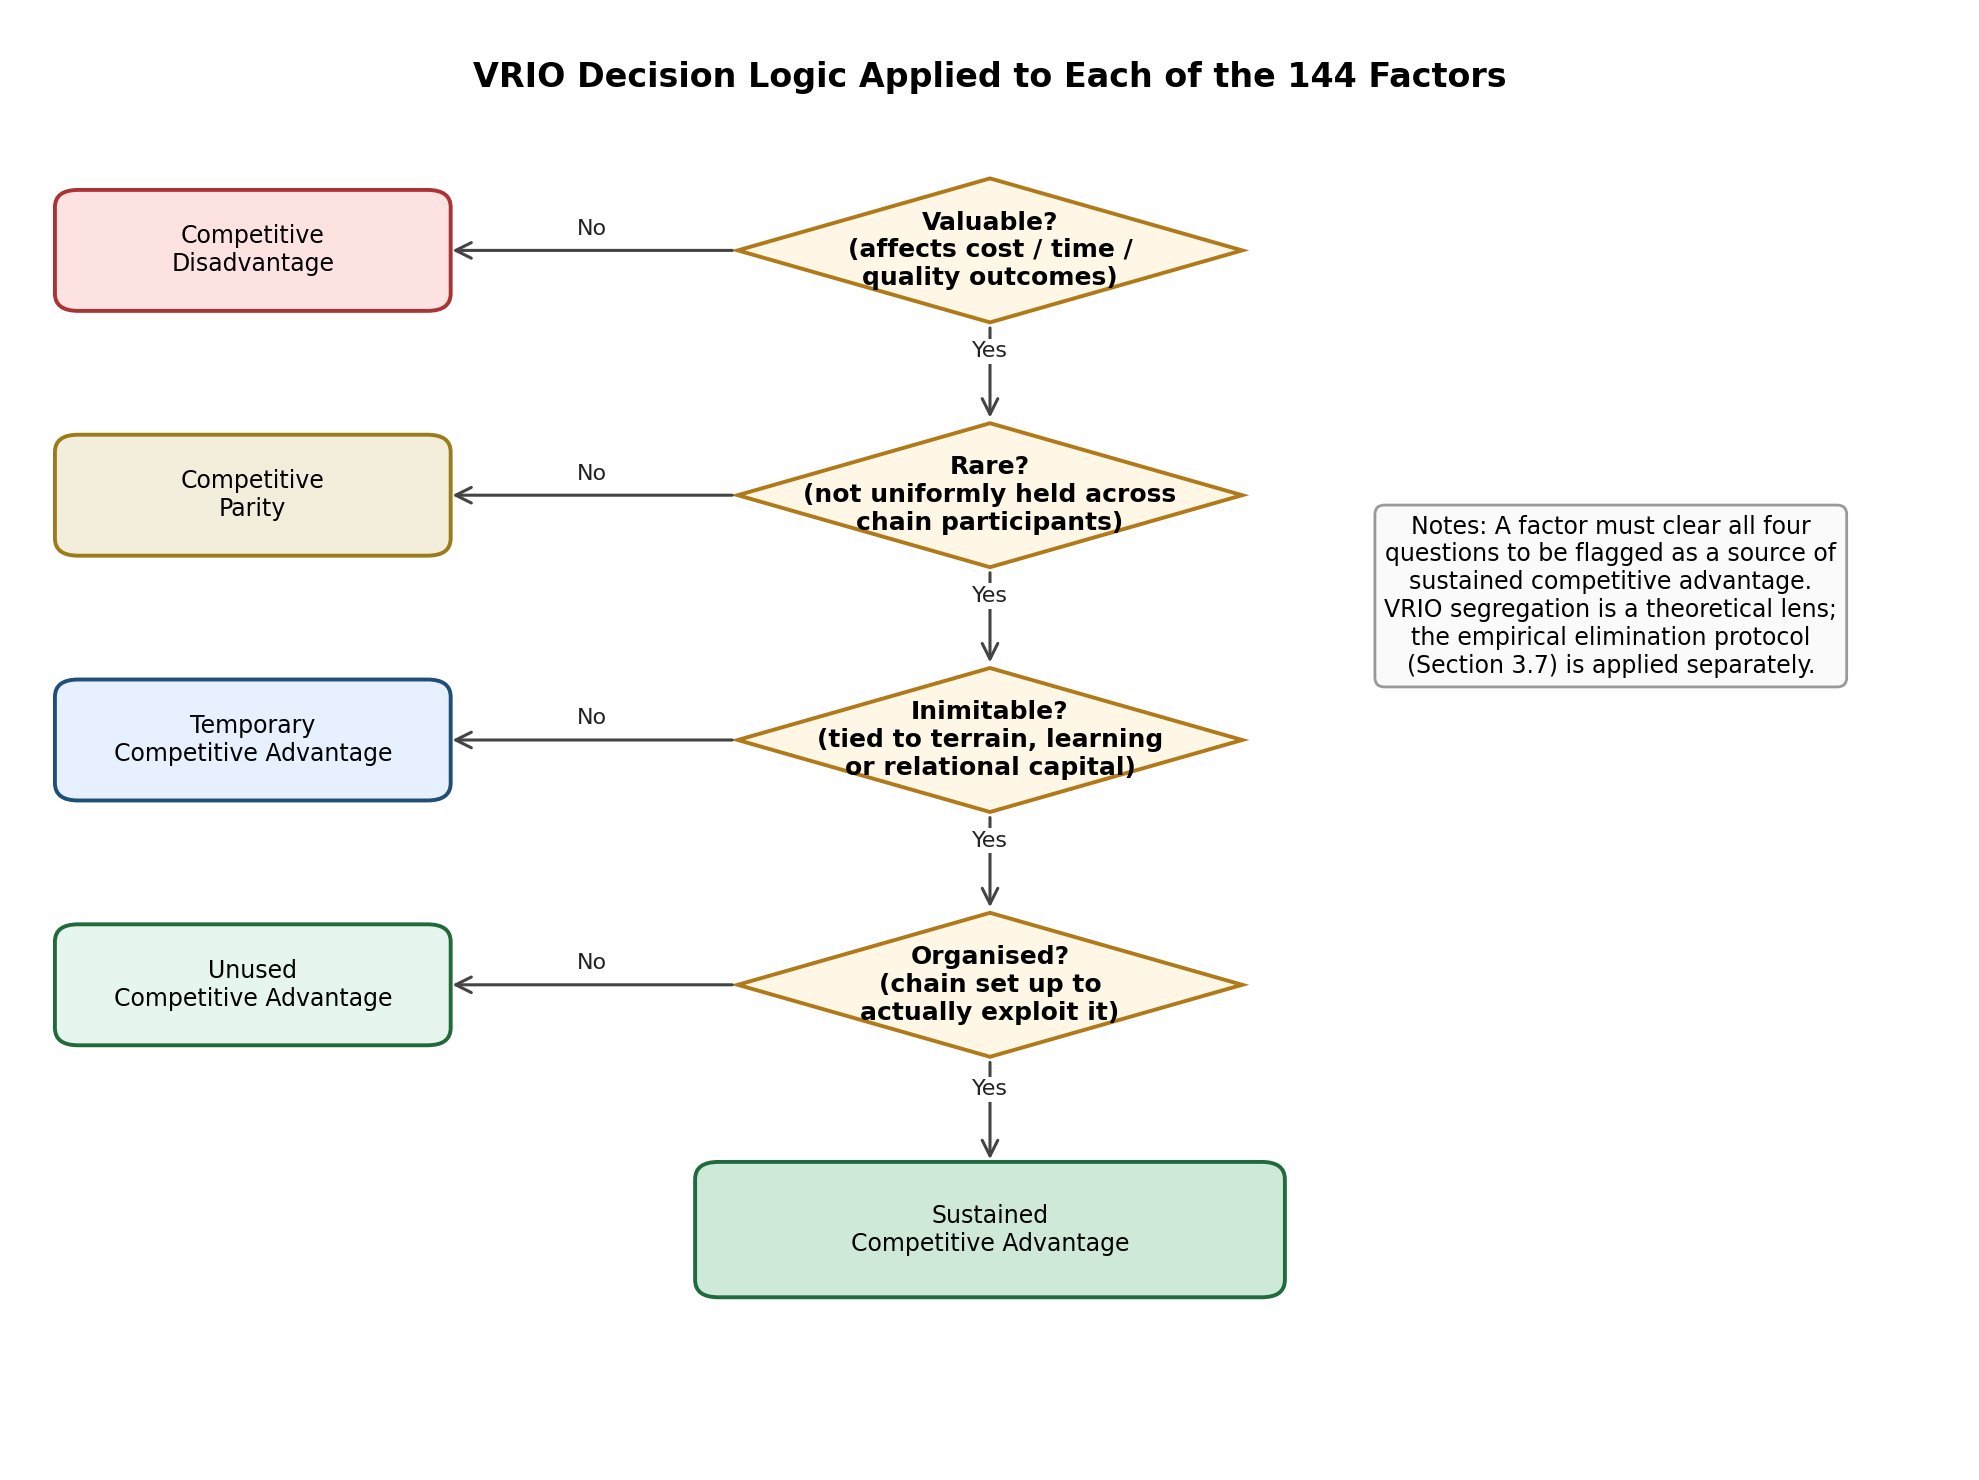 VRIO Decision Logic Applied to Each of the 144 Factors
Competitive
Disadvantage
No
Valuable?
(affects cost / time /
quality outcomes)
Yes
Competitive
Parity
No
Rare?
(not uniformly held across
chain participants)
Notes: A factor must clear all four
questions to be flagged as a source of
sustained competitive advantage.
VRIO segregation is a theoretical lens;
the empirical elimination protocol
(Section 3.7) is applied separately.
Yes
Temporary
Competitive Advantage
No
Inimitable?
(tied to terrain, learning
or relational capital)
Yes
Unused
Competitive Advantage
No
Organised?
(chain set up to
actually exploit it)
Yes
Sustained
Competitive Advantage